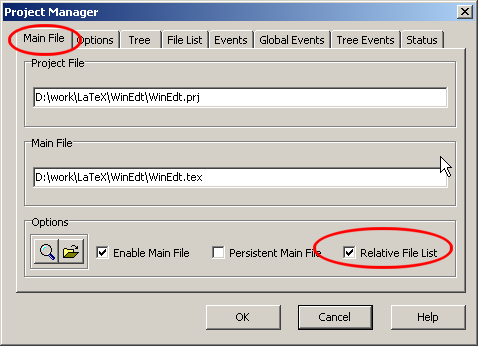 Project Manager
Main File Options Tree File List Events Global Events Tree Events Status
Project File
D:\work\LaTeX\WinEdt\WinEdt.prj
Main File
D:\work\LaTeX\WinEdt\WinEdt.tex
Options
Enable Main File Persistent Main File Relative File List
OK Cancel Help